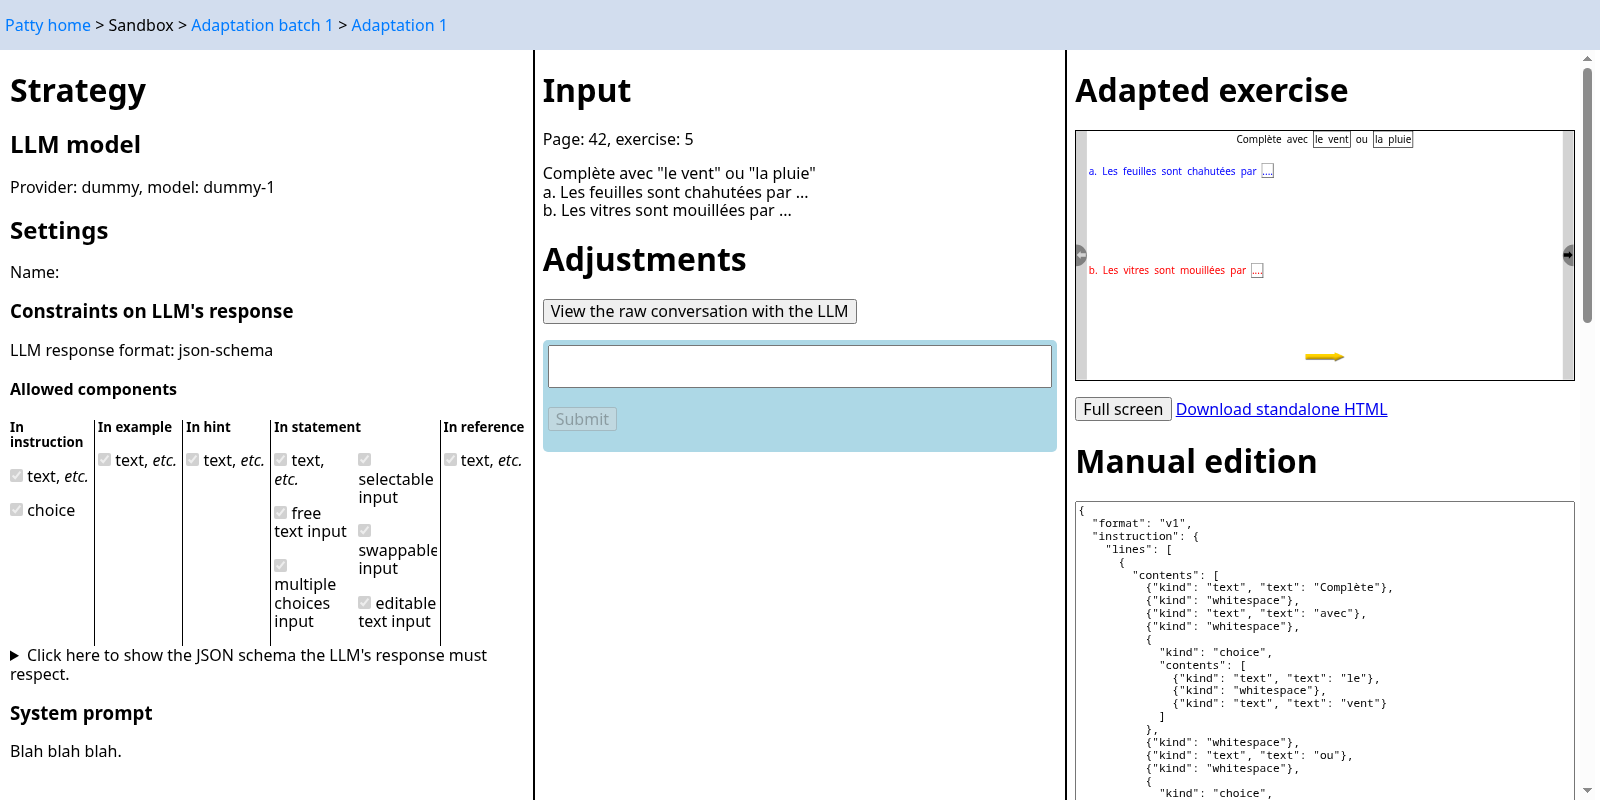 Patty home > Sandbox > Adaptation batch 1 > Adaptation 1
Strategy
LLM model
Provider: dummy, model: dummy-1
Settings
Name:
Constraints on LLM's response
LLM response format: json-schema
Allowed components
In
instruction
text, etc.
choice
In example
text, etc.
In hint
text, etc.
In statement
text,
etc.
free
text input
multiple
choices
input
selectable
input
swappable
input
editable
text input
In reference
text, etc.
Click here to show the JSON schema the LLM's response must
respect.
System prompt
Blah blah blah.
Input
Page: 42, exercise: 5
Complète avec "le vent" ou "la pluie"
a. Les feuilles sont chahutées par ...
b. Les vitres sont mouillées par ...
Adjustments
View the raw conversation with the LLM
Submit
Adapted exercise
Complète avec le vent ou la pluie
a. Les feuilles sont chahutées par ....
b. Les vitres sont mouillées par ....
Full screen Download standalone HTML
Manual edition
{
  "format": "v1",
  "instruction": {
    "lines": [
      {
        "contents": [
          {"kind": "text", "text": "Complète"},
          {"kind": "whitespace"},
          {"kind": "text", "text": "avec"},
          {"kind": "whitespace"},
          {
            "kind": "choice",
            "contents": [
              {"kind": "text", "text": "le"},
              {"kind": "whitespace"},
              {"kind": "text", "text": "vent"}
            ]
          },
          {"kind": "whitespace"},
          {"kind": "text", "text": "ou"},
          {"kind": "whitespace"},
          {
            "kind": "choice",